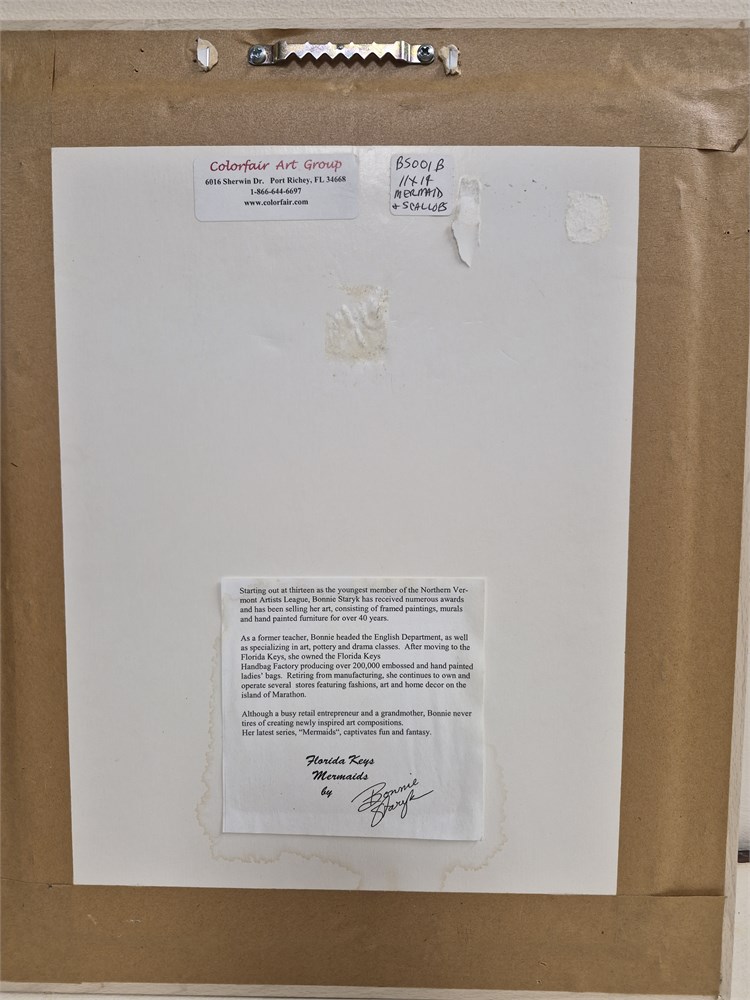 Colorfair Art Group
6016 Sherwin Dr. Port Richey, FL 34668
1-866-644-6697
www.colorfair.com
BS001B
11x14
MERMAID
+ SCALLOPS
Starting out at thirteen as the youngest member of the Northern Ver-
mont Artists League, Bonnie Staryk has received numerous awards
and has been selling her art, consisting of framed paintings, murals
and hand painted furniture for over 40 years.
As a former teacher, Bonnie headed the English Department, as well
as specializing in art, pottery and drama classes. After moving to the
Florida Keys, she owned the Florida Keys
Handbag Factory producing over 200,000 embossed and hand painted
ladies' bags. Retiring from manufacturing, she continues to own and
operate several stores featuring fashions, art and home decor on the
island of Marathon.
Although a busy retail entrepreneur and a grandmother, Bonnie never
tires of creating newly inspired art compositions.
Her latest series, "Mermaids", captivates fun and fantasy.
Florida Keys
Mermaids
by
Bonnie
Staryk